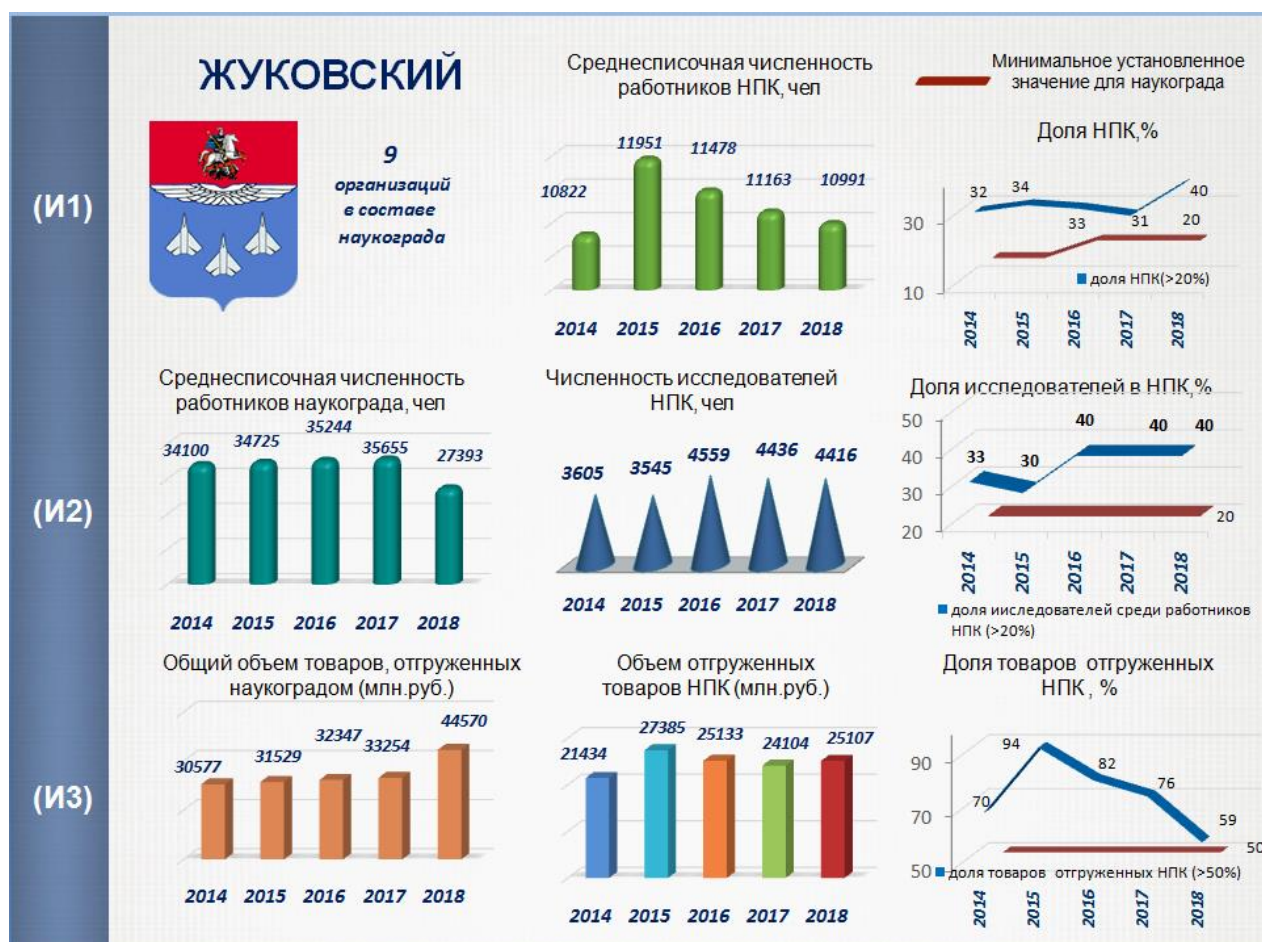 ЖУКОВСКИЙ
9
организаций
в составе
наукограда
(И1)
Среднесписочная численность
работников НПК, чел
10822
11951
11478
11163
10991
2014 2015 2016 2017 2018
Минимальное установленное
значение для наукограда
Доля НПК,%
30
10
32
34
33
31
40
20
доля НПК(>20%)
2014
2015
2016
2017
2018
(И2)
Среднесписочная численность
работников наукограда, чел
34100
34725
35244
35655
27393
2014 2015 2016 2017 2018
Численность исследователей
НПК, чел
3605
3545
4559
4436
4416
2014 2015 2016 2017 2018
Доля исследователей в НПК,%
50
40
30
20
33
30
40
40
40
20
2014
2015
2016
2017
2018
доля ииследователей среди работников
НПК (>20%)
(И3)
Общий объем товаров, отгруженных
наукоградом (млн.руб.)
30577
31529
32347
33254
44570
2014 2015 2016 2017 2018
Объем отгруженных
товаров НПК (млн.руб.)
21434
27385
25133
24104
25107
2014 2015 2016 2017 2018
Доля товаров отгруженных
НПК , %
90
70
50
70
94
82
76
59
50
доля товаров отгруженных НПК (>50%)
2014
2015
2016
2017
2018